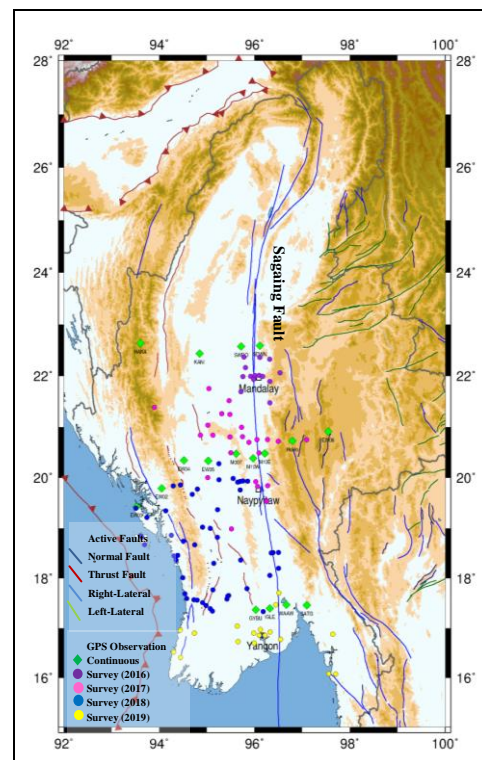 92° 94° 96° 98° 100°
28° 28°
26° 26°
24° 24°
Sagaing Fault
22° 22°
KANI
Mandalay
20° 20°
Naypyitaw
18° 18°
Active Faults
Normal Fault
Thrust Fault
Right-Lateral
Left-Lateral
GPS Observation
Continuous
Survey (2016)
Survey (2017)
Survey (2018)
Survey (2019)
Yangon
16° 16°
92° 94° 96° 98° 100°